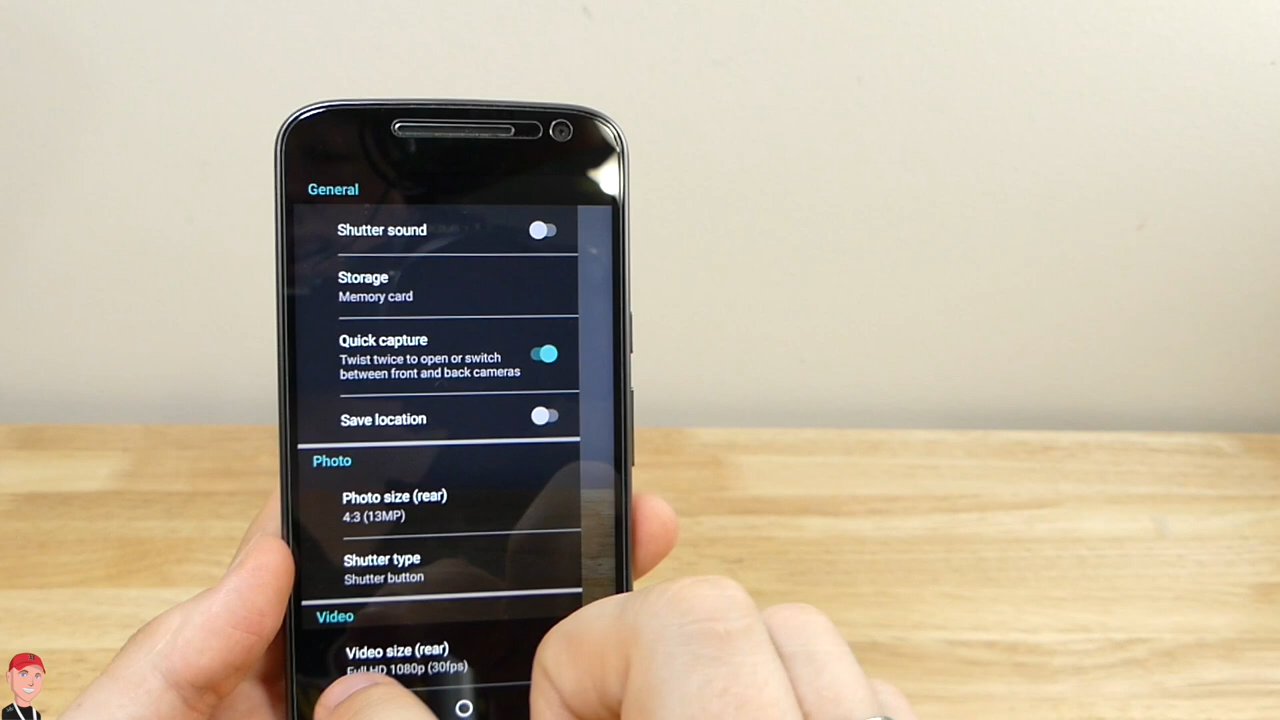 General
Shutter sound
Storage
Memory card
Quick capture
Twist twice to open or switch
between front and back cameras
Save location
Photo
Photo size (rear)
4:3 (13MP)
Shutter type
Shutter button
Video
Video size (rear)
Full HD 1080p (30fps)